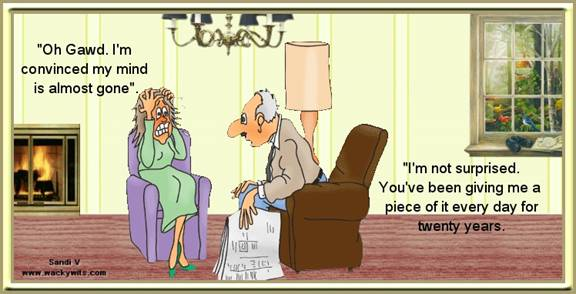 "Oh Gawd. I'm
convinced my mind
is almost gone".
"I'm not surprised.
You've been giving me a
piece of it every day for
twenty years.
Sandi V
www.wackywits.com